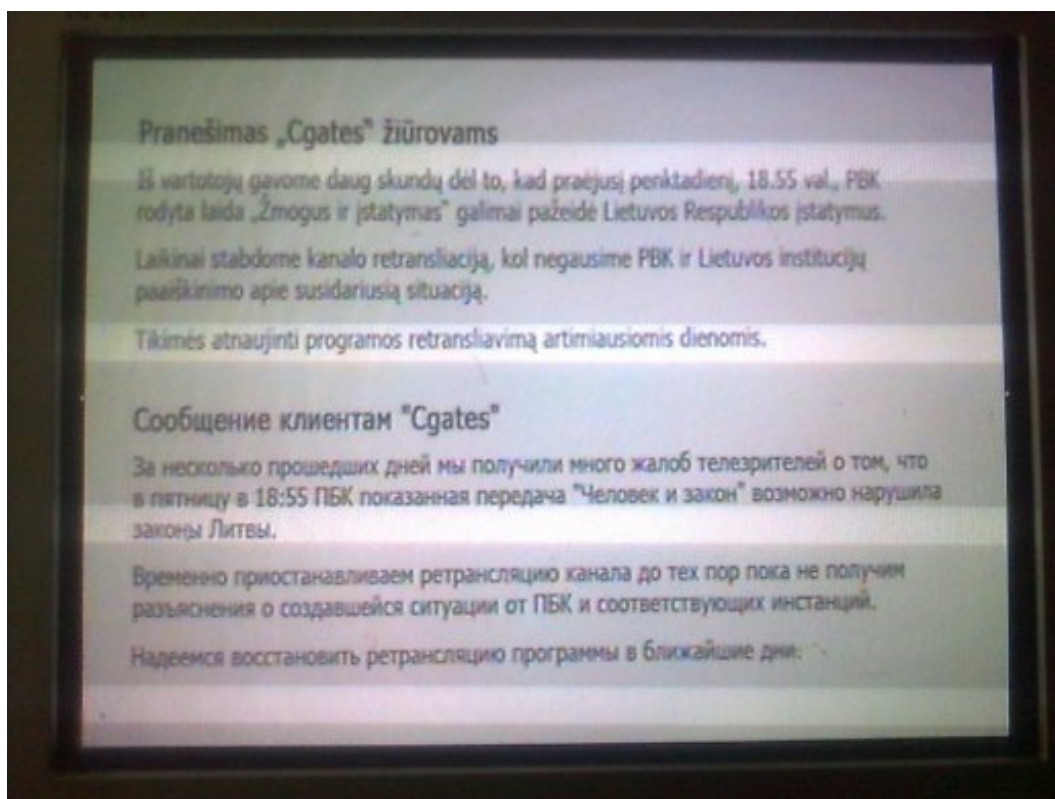 Pranešimas „Cgates“ žiūrovams
Iš vartotojų gavome daug skundų dėl to, kad praėjusį penktadienį, 18.55 val., PBK
rodyta laida „Žmogus ir įstatymas“ galimai pažeidė Lietuvos Respublikos įstatymus.
Laikinai stabdome kanalo retransliaciją, kol negausime PBK ir Lietuvos institucijų
paaiškinimo apie susidariusią situaciją.
Tikimės atnaujinti programos retransliavimą artimiausiomis dienomis.
Сообщение клиентам "Cgates"
За несколько прошедших дней мы получили много жалоб телезрителей о том, что
в пятницу в 18:55 ПБК показанная передача "Человек и закон" возможно нарушила
законы Литвы.
Временно приостанавливаем ретрансляцию канала до тех пор пока не получим
разъяснения о создавшейся ситуации от ПБК и соответствующих инстанций.
Надеемся восстановить ретрансляцию программы в ближайшие дни.